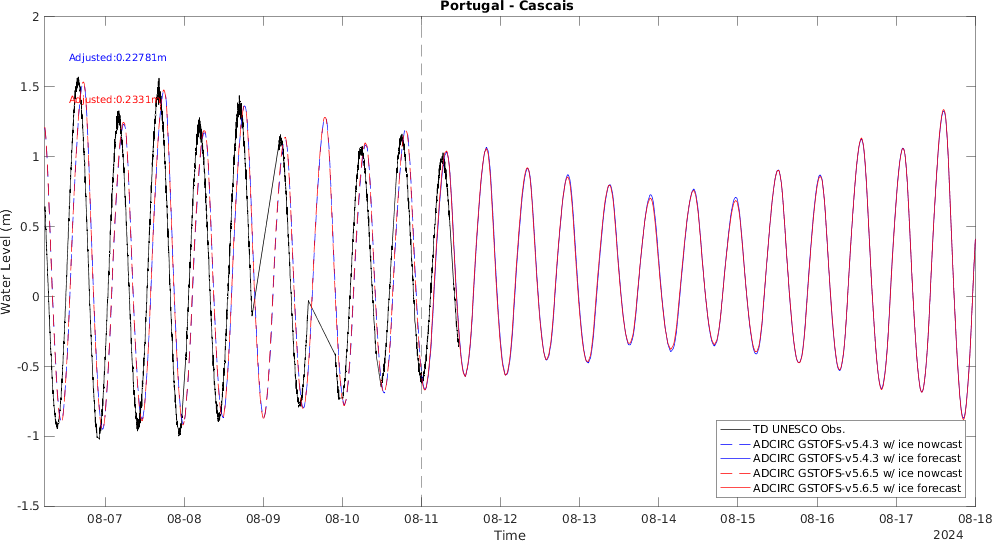 Portugal - Cascais
2
Adjusted:0.22781m
1.5
Adjusted:0.2331m
1
0.5
0
-0.5
-1
-1.5
Water Level (m)
TD UNESCO Obs.
ADCIRC GSTOFS-v5.4.3 w/ ice nowcast
ADCIRC GSTOFS-v5.4.3 w/ ice forecast
ADCIRC GSTOFS-v5.6.5 w/ ice nowcast
ADCIRC GSTOFS-v5.6.5 w/ ice forecast
08-07 08-08 08-09 08-10 08-11 08-12 08-13 08-14 08-15 08-16 08-17 08-18
Time
2024